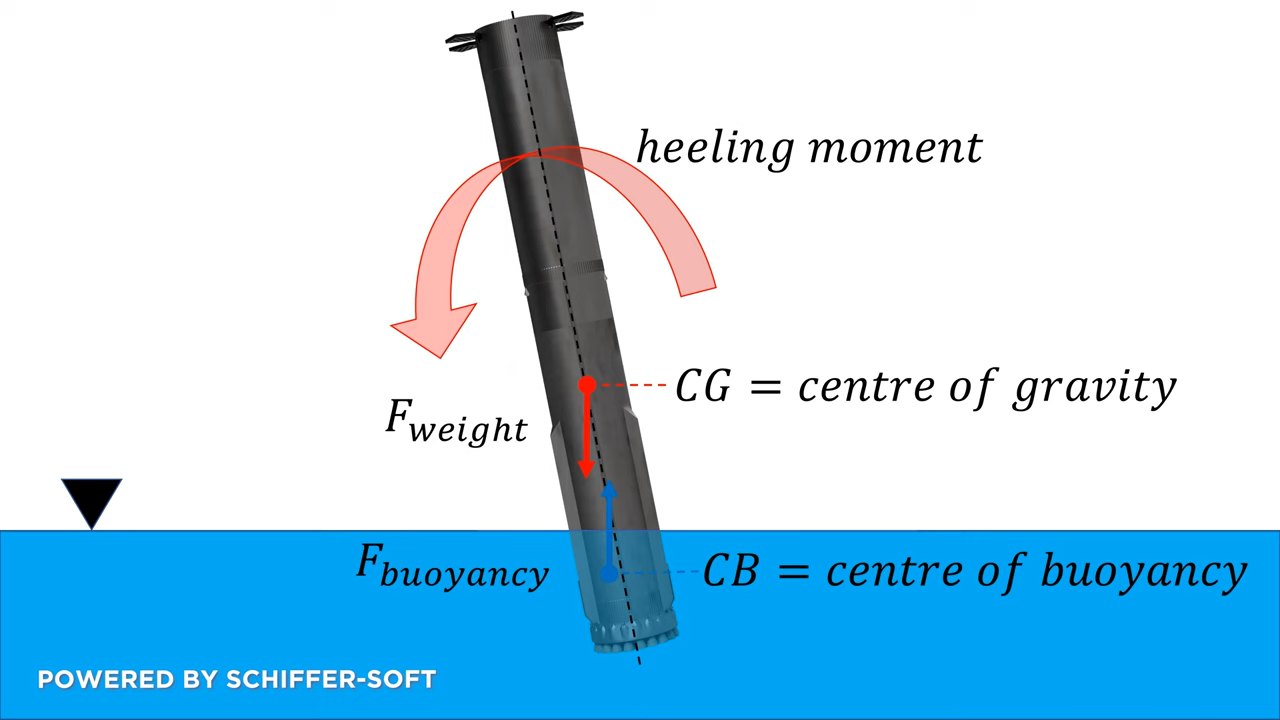 heeling moment
CG = centre of gravity
F_weight
F_buoyancy
CB = centre of buoyancy
POWERED BY SCHIFFER-SOFT